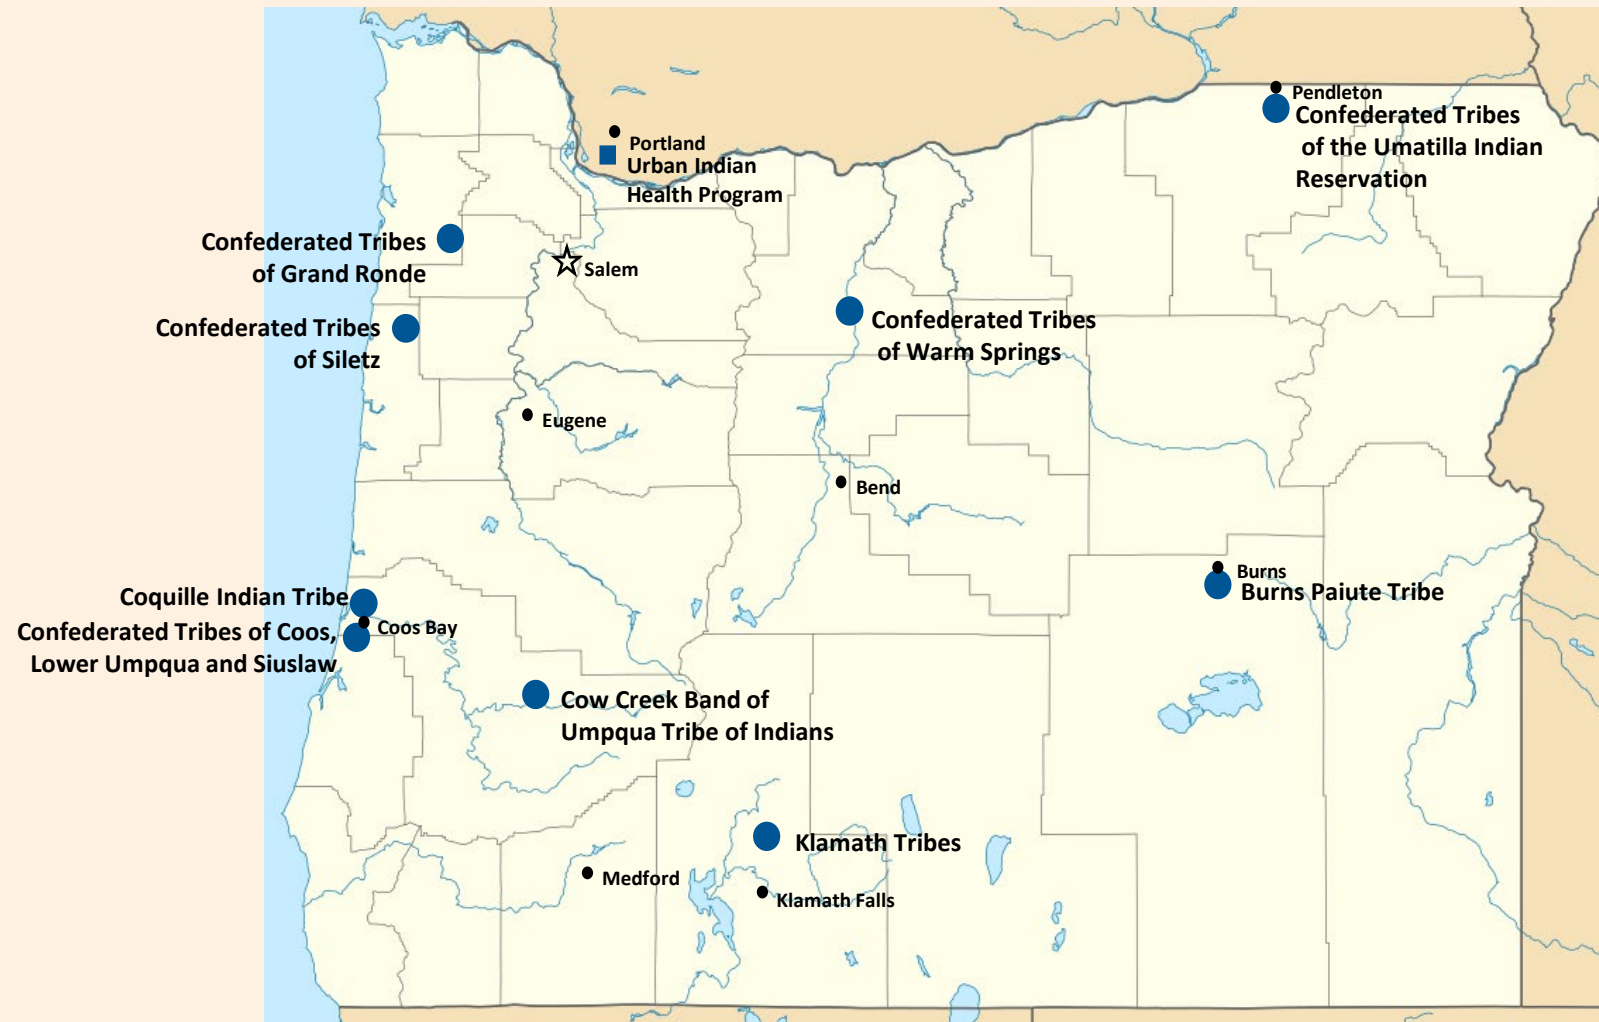 Pendleton
Confederated Tribes
of the Umatilla Indian
Reservation
Portland
Urban Indian
Health Program
Confederated Tribes
of Grand Ronde
Salem
Confederated Tribes
of Siletz
Confederated Tribes
of Warm Springs
Eugene
Bend
Burns
Burns Paiute Tribe
Coquille Indian Tribe
Coos Bay
Confederated Tribes of Coos,
Lower Umpqua and Siuslaw
Cow Creek Band of
Umpqua Tribe of Indians
Klamath Tribes
Medford
Klamath Falls